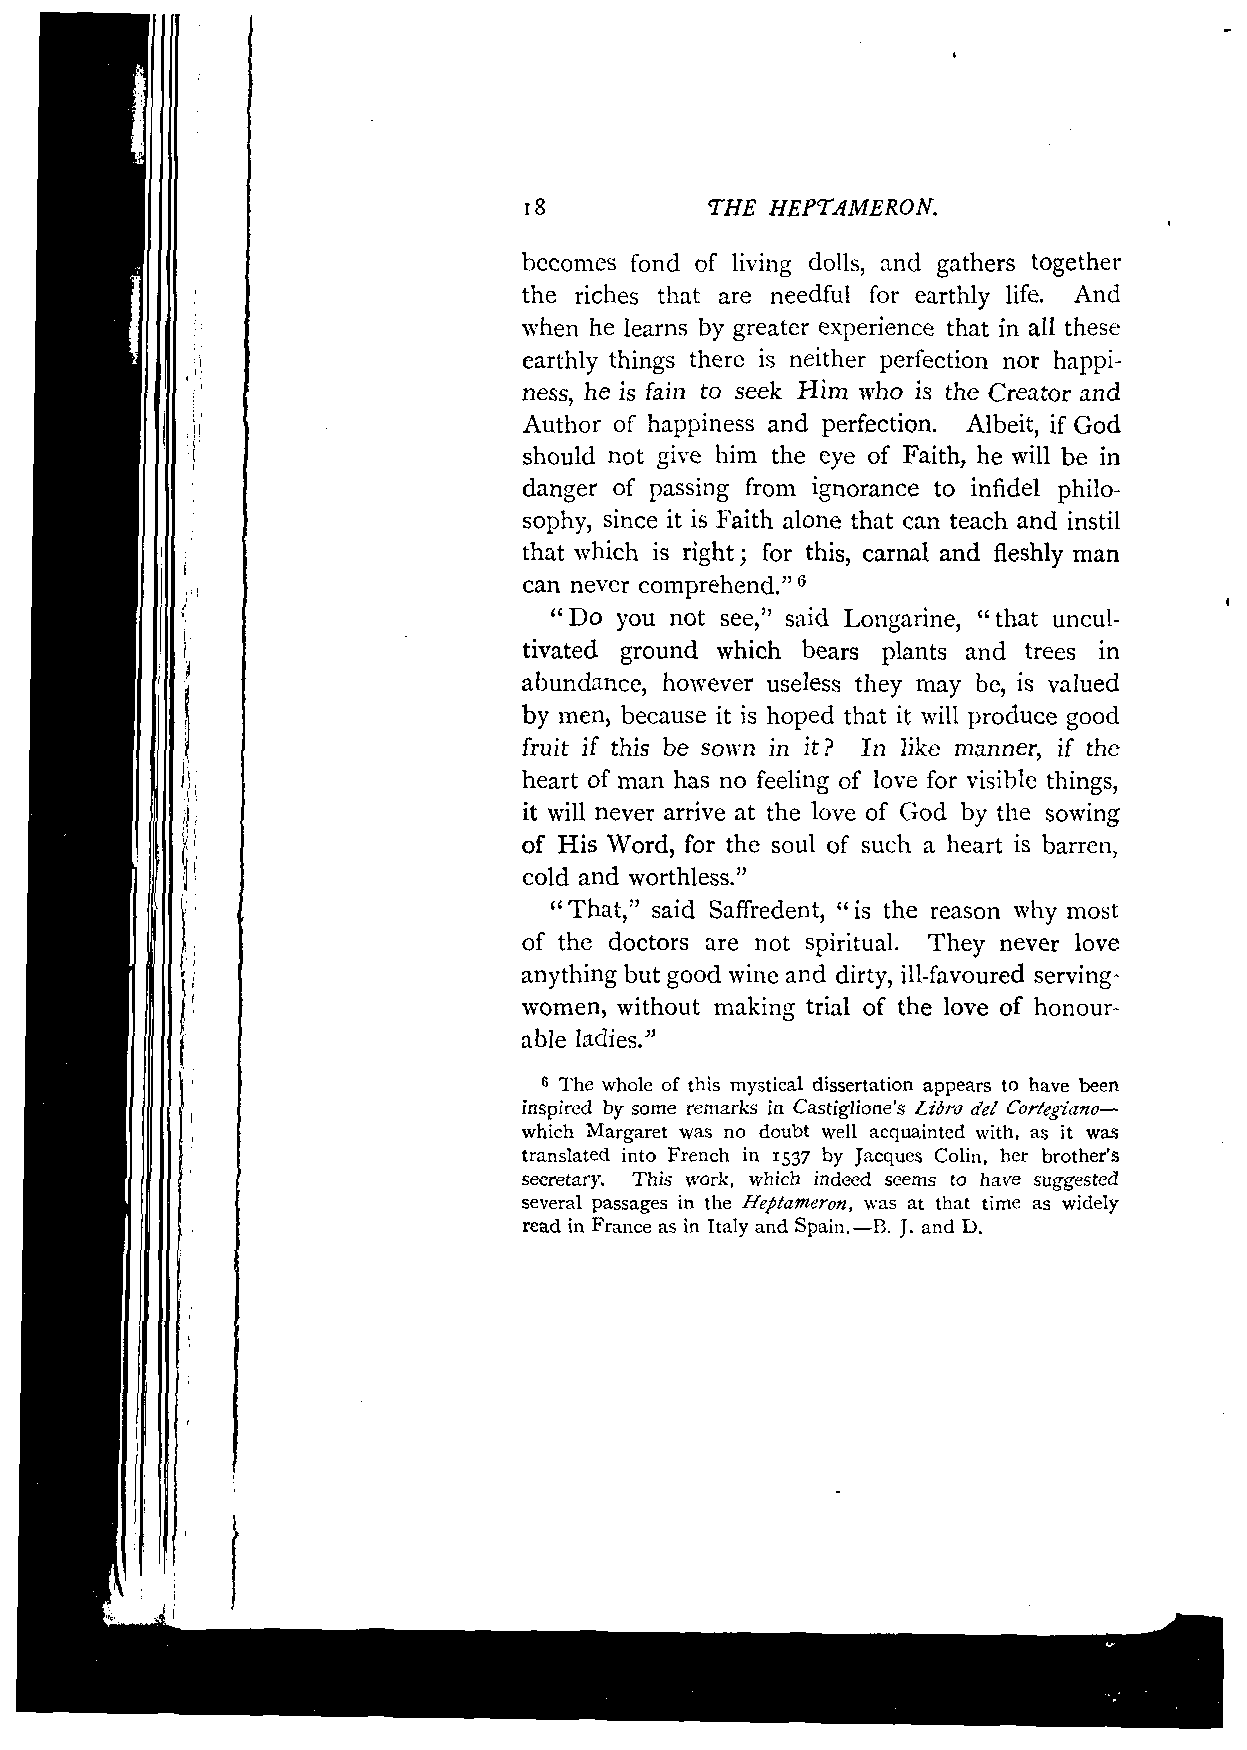 18 THE HEPTAMERON.
becomes fond of living dolls, and gathers together
the riches that are needful for earthly life. And
when he learns by greater experience that in all these
earthly things there is neither perfection nor happi-
ness, he is fain to seek Him who is the Creator and
Author of happiness and perfection. Albeit, if God
should not give him the eye of Faith, he will be in
danger of passing from ignorance to infidel philo-
sophy, since it is Faith alone that can teach and instil
that which is right; for this, carnal and fleshly man
can never comprehend." 6
"Do you not see," said Longarine, "that uncul-
tivated ground which bears plants and trees in
abundance, however useless they may be, is valued
by men, because it is hoped that it will produce good
fruit if this be sown in it? In like manner, if the
heart of man has no feeling of love for visible things,
it will never arrive at the love of God by the sowing
of His Word, for the soul of such a heart is barren,
cold and worthless."
"That," said Saffredent, "is the reason why most
of the doctors are not spiritual. They never love
anything but good wine and dirty, ill-favoured serving-
women, without making trial of the love of honour-
able ladies."
6 The whole of this mystical dissertation appears to have been
inspired by some remarks in Castiglione's Libro del Cortegiano—
which Margaret was no doubt well acquainted with, as it was
translated into French in 1537 by Jacques Colin, her brother's
secretary. This work, which indeed seems to have suggested
several passages in the Heptameron, was at that time as widely
read in France as in Italy and Spain.—B. J. and D.